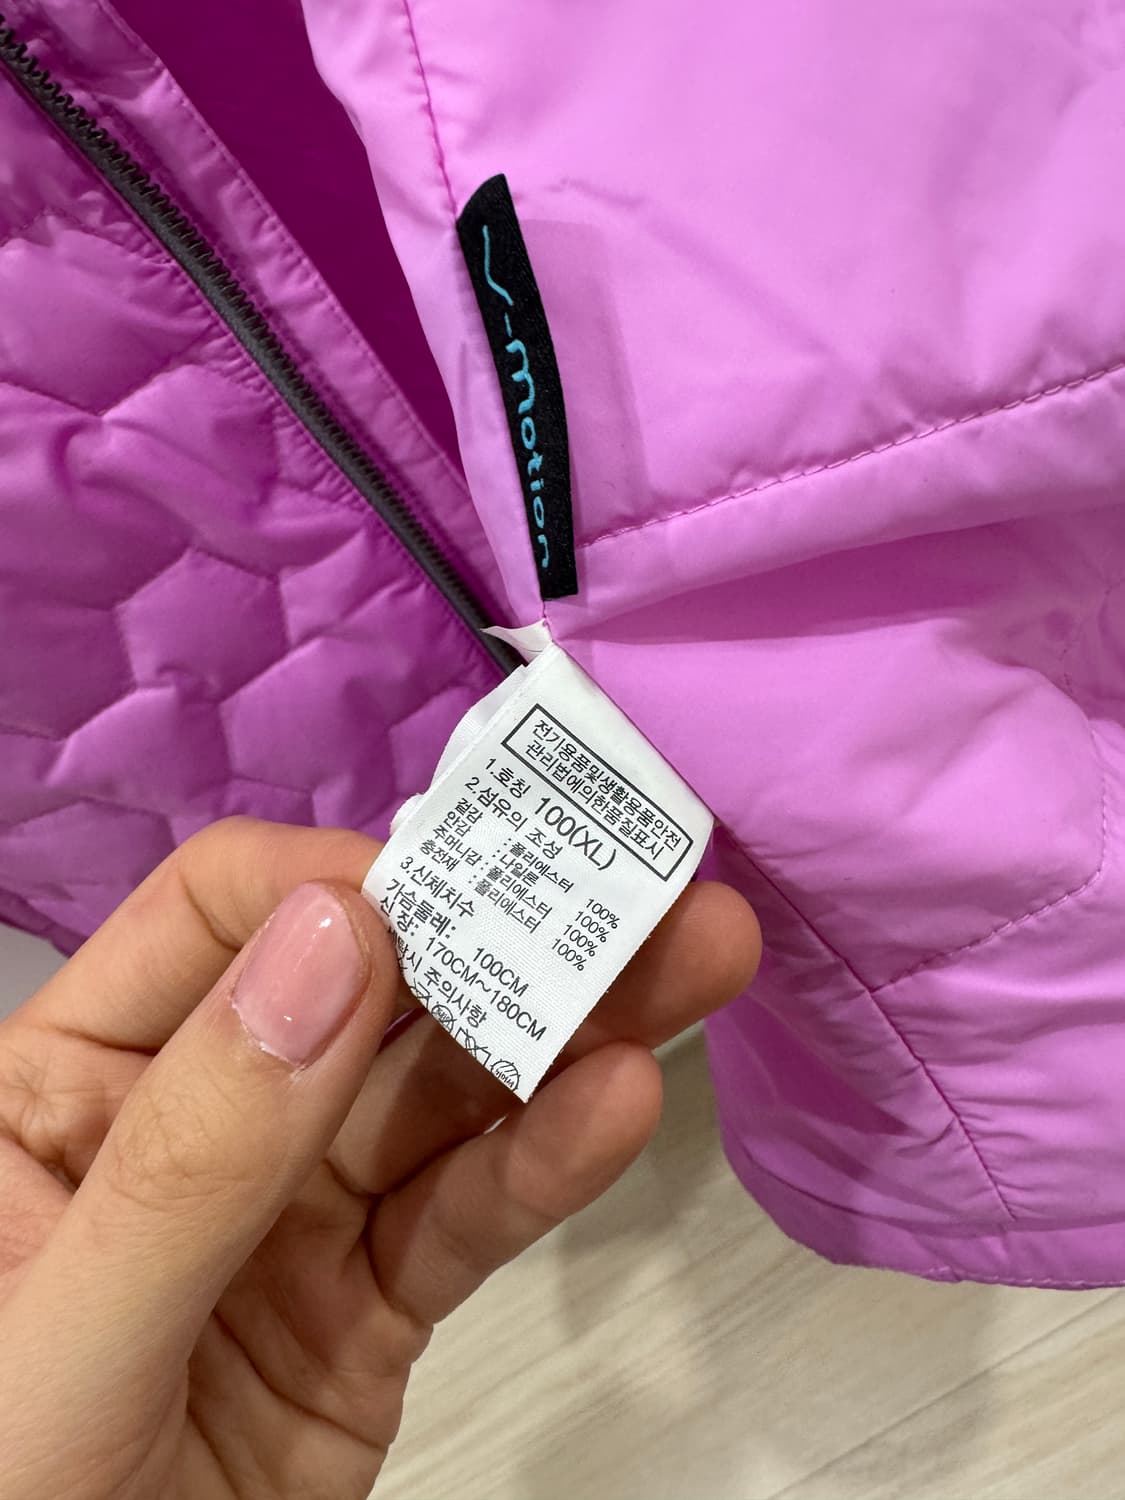 V-motion
전기용품및생활용품안전
관리법에의한품질표시
1.호칭 100(XL)
2.섬유의 조성
겉감 : 폴리에스터 100%
안감 : 나일론 100%
주머니감 : 폴리에스터 100%
충전재 : 폴리에스터 100%
3.신체치수
가슴둘레: 100CM
신 장: 170CM~180CM
주의사항